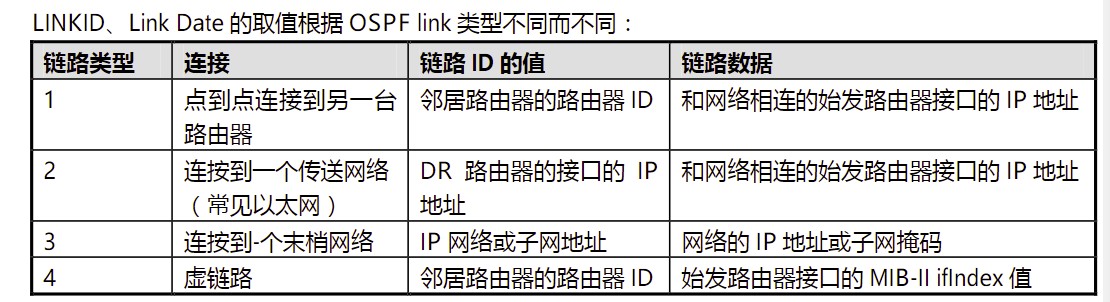 LINKID、Link Date 的取值根据 OSPF link 类型不同而不同：
链路类型 连接 链路 ID 的值 链路数据
1 点到点连接到另一台 邻居路由器的路由器 ID 和网络相连的始发路由器接口的 IP 地址
路由器
2 连按到一个传送网络 DR 路由器的接口的 IP 和网络相连的始发路由器接口的 IP 地址
（常见以太网） 地址
3 连按到-个末梢网络 IP 网络或子网地址 网络的 IP 地址或子网掩码
4 虚链路 邻居路由器的路由器 ID 始发路由器接口的 MIB-II ifIndex 值